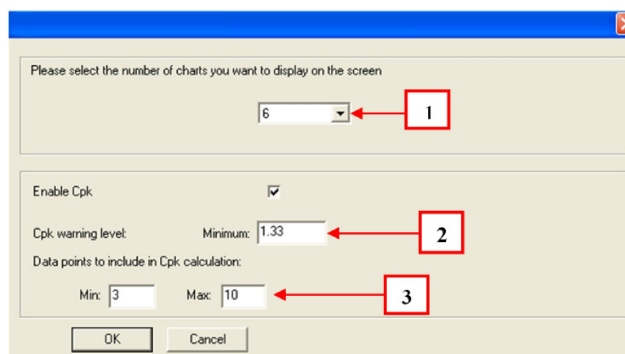 Please select the number of charts you want to display on the screen
6
1
Enable Cpk
Cpk warning level: Minimum: 1.33
2
Data points to include in Cpk calculation:
Min: 3 Max: 10
3
OK Cancel